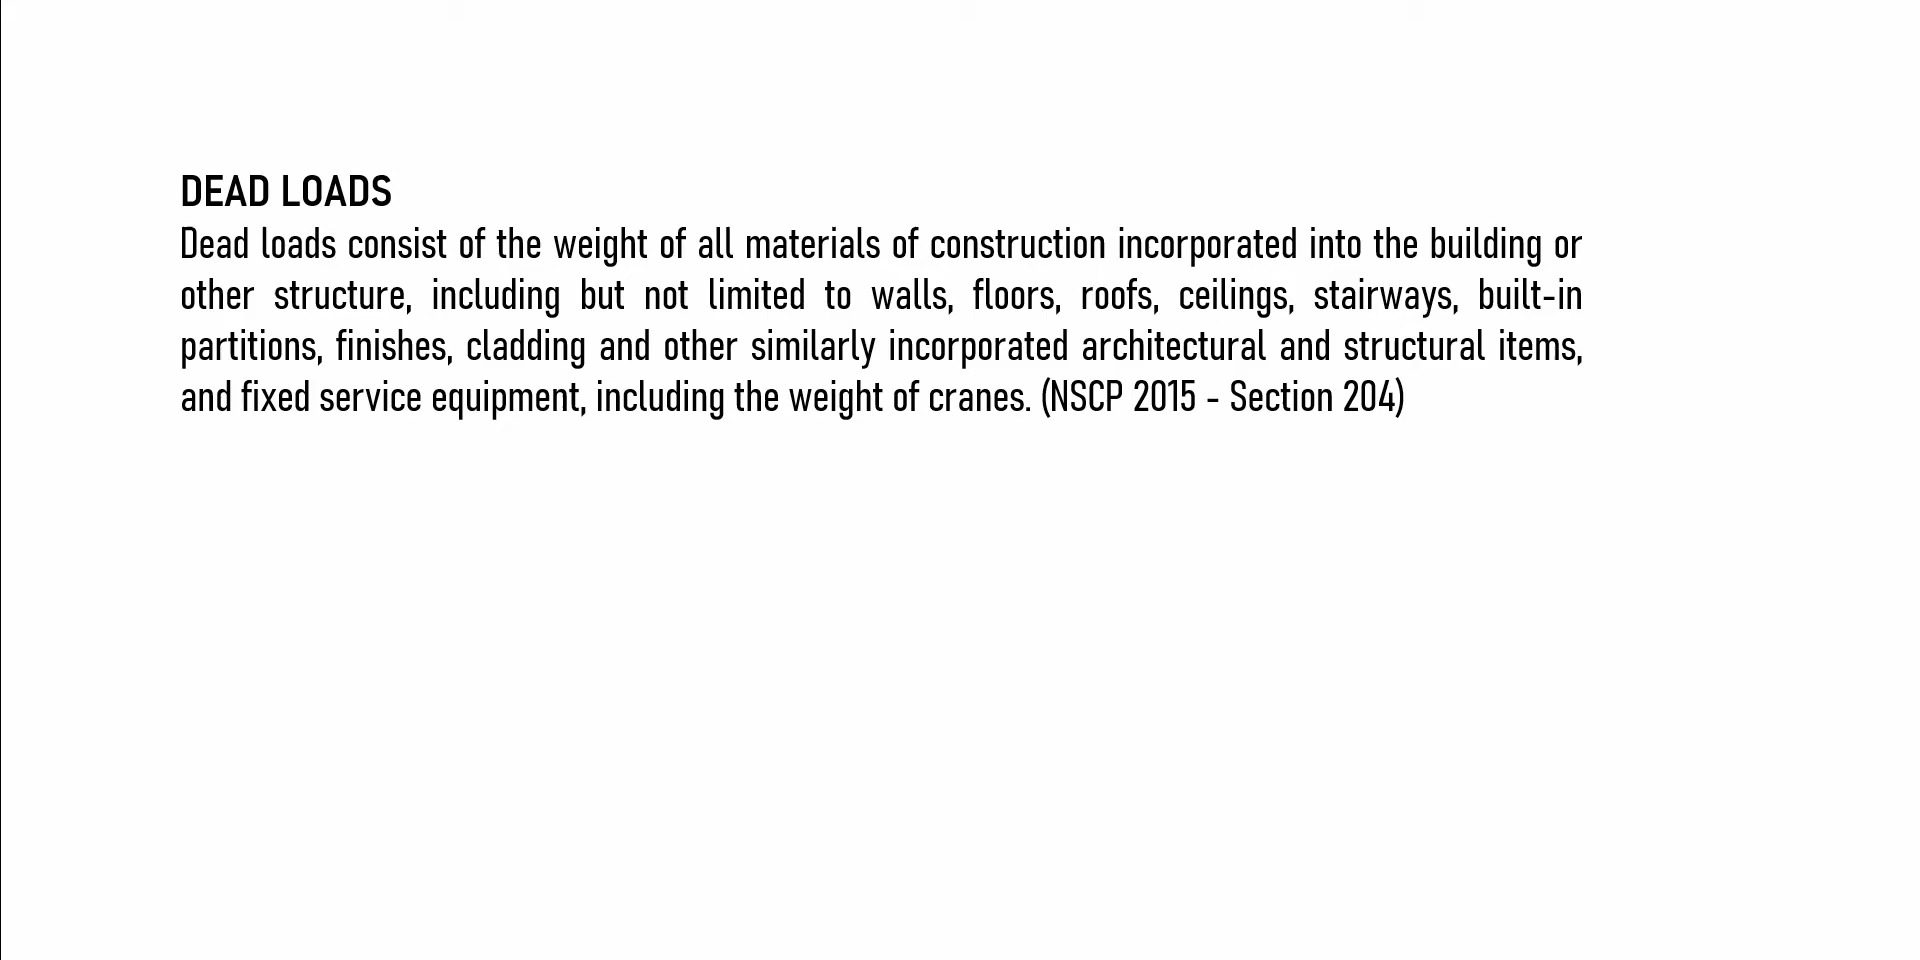 DEAD LOADS
Dead loads consist of the weight of all materials of construction incorporated into the building or
other structure, including but not limited to walls, floors, roofs, ceilings, stairways, built-in
partitions, finishes, cladding and other similarly incorporated architectural and structural items,
and fixed service equipment, including the weight of cranes. (NSCP 2015 - Section 204)